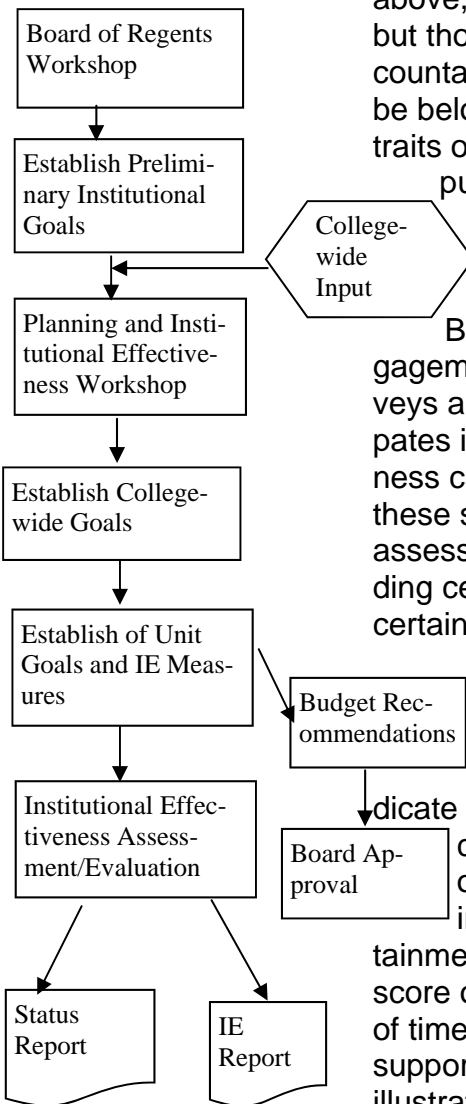 Board of Regents
Workshop
Establish Prelimi-
nary Institutional
Goals
College-
wide
Input
Planning and Insti-
tutional Effective-
ness Workshop
Establish College-
wide Goals
Establish of Unit
Goals and IE Meas-
ures
Budget Rec-
ommendations
Institutional Effec-
tiveness Assess-
ment/Evaluation
Board Ap-
proval
Status
Report
IE
Report
above,
but tho
counta
be belo
traits o
pu
B
gagem
veys a
pates i
ness c
these s
assess
ding ce
certain
dicate
tainme
score o
of time
suppor
illustra